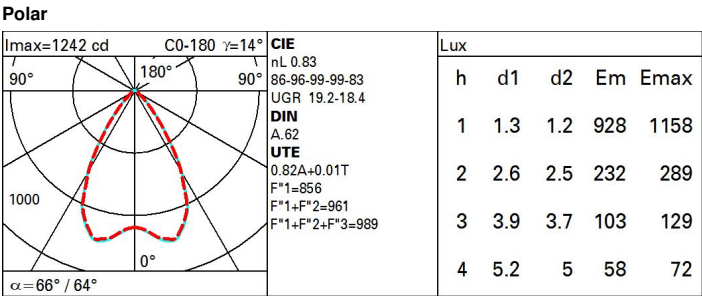 Polar
Imax=1242 cd C0-180 γ=14°
90° 180° 90°
1000
0°
α=66° / 64°
CIE
nL 0.83
86-96-99-99-83
UGR 19.2-18.4
DIN
A.62
UTE
0.82A+0.01T
F"1=856
F"1+F"2=961
F"1+F"2+F"3=989
Lux
h d1 d2 Em Emax
1 1.3 1.2 928 1158
2 2.6 2.5 232 289
3 3.9 3.7 103 129
4 5.2 5 58 72